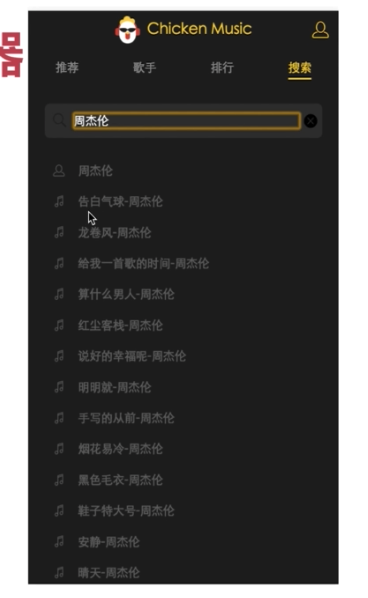 Chicken Music
推荐 歌手 排行 搜索
周杰伦
周杰伦
告白气球-周杰伦
龙卷风-周杰伦
给我一首歌的时间-周杰伦
算什么男人-周杰伦
红尘客栈-周杰伦
说好的幸福呢-周杰伦
明明就-周杰伦
手写的从前-周杰伦
烟花易冷-周杰伦
黑色毛衣-周杰伦
鞋子特大号-周杰伦
安静-周杰伦
晴天-周杰伦